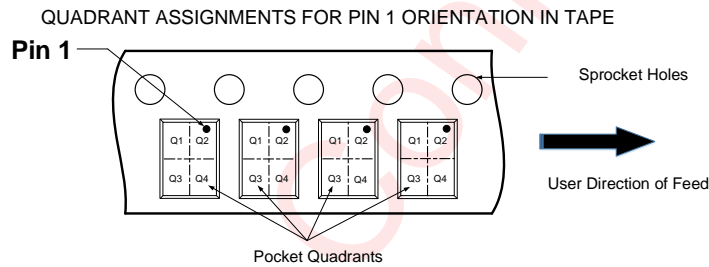 QUADRANT ASSIGNMENTS FOR PIN 1 ORIENTATION IN TAPE
Pin 1
Sprocket Holes
Q1 Q2 Q1 Q2 Q1 Q2 Q1 Q2
Q3 Q4 Q3 Q4 Q3 Q4 Q3 Q4
User Direction of Feed
Pocket Quadrants